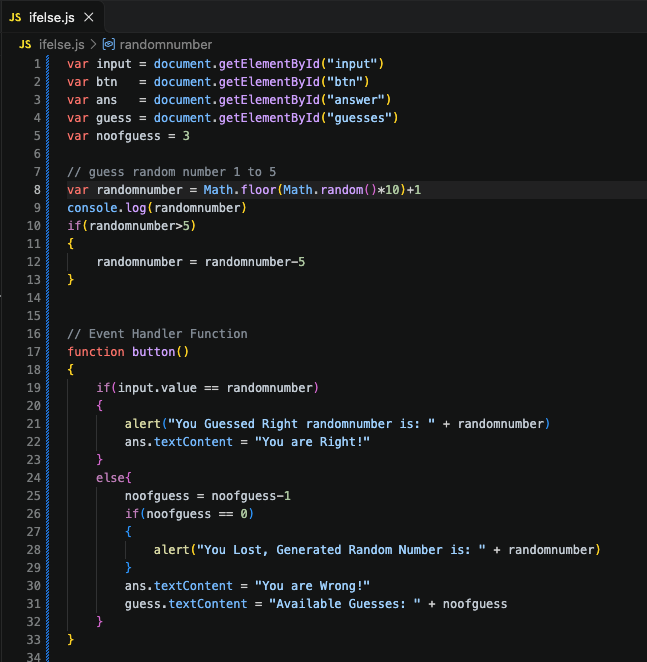 JS ifelse.js ×
JS ifelse.js > randomnumber
1 var input = document.getElementById("input")
2 var btn   = document.getElementById("btn")
3 var ans   = document.getElementById("answer")
4 var guess = document.getElementById("guesses")
5 var noofguess = 3
6
7 // guess random number 1 to 5
8 var randomnumber = Math.floor(Math.random()*10)+1
9 console.log(randomnumber)
10 if(randomnumber>5)
11 {
12     randomnumber = randomnumber-5
13 }
14
15
16 // Event Handler Function
17 function button()
18 {
19     if(input.value == randomnumber)
20     {
21         alert("You Guessed Right randomnumber is: " + randomnumber)
22         ans.textContent = "You are Right!"
23     }
24     else{
25         noofguess = noofguess-1
26         if(noofguess == 0)
27         {
28             alert("You Lost, Generated Random Number is: " + randomnumber)
29         }
30         ans.textContent = "You are Wrong!"
31         guess.textContent = "Available Guesses: " + noofguess
32     }
33 }
34